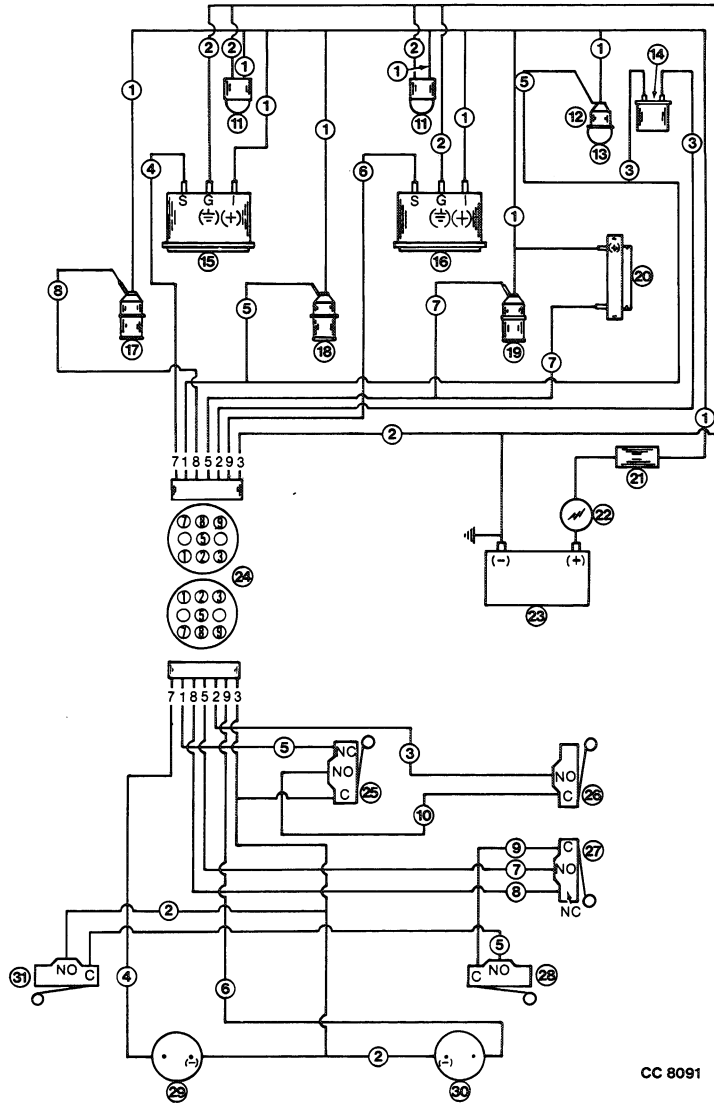 2 2 1 2 1 1 14
1 1 11 1 11 2 1 5 12 13 3
4 6 3
S G (+) S G (+)
15 16
8 17 5 18 7 19 1 (+) 20
7
2 1
7 1 8 5 2 9 3
21
22
7 8 9
5
1 2 3
24
(-) (+)
23
1 2 3
5
7 8 9
7 1 8 5 2 9 3
5 NC 3
NO NO
C 25 C 26
10
9 C 27
7 NO
8
NC
2
5
31 NO C C NO 28
4 6
(-) 2 (-)
29 30
CC 8091